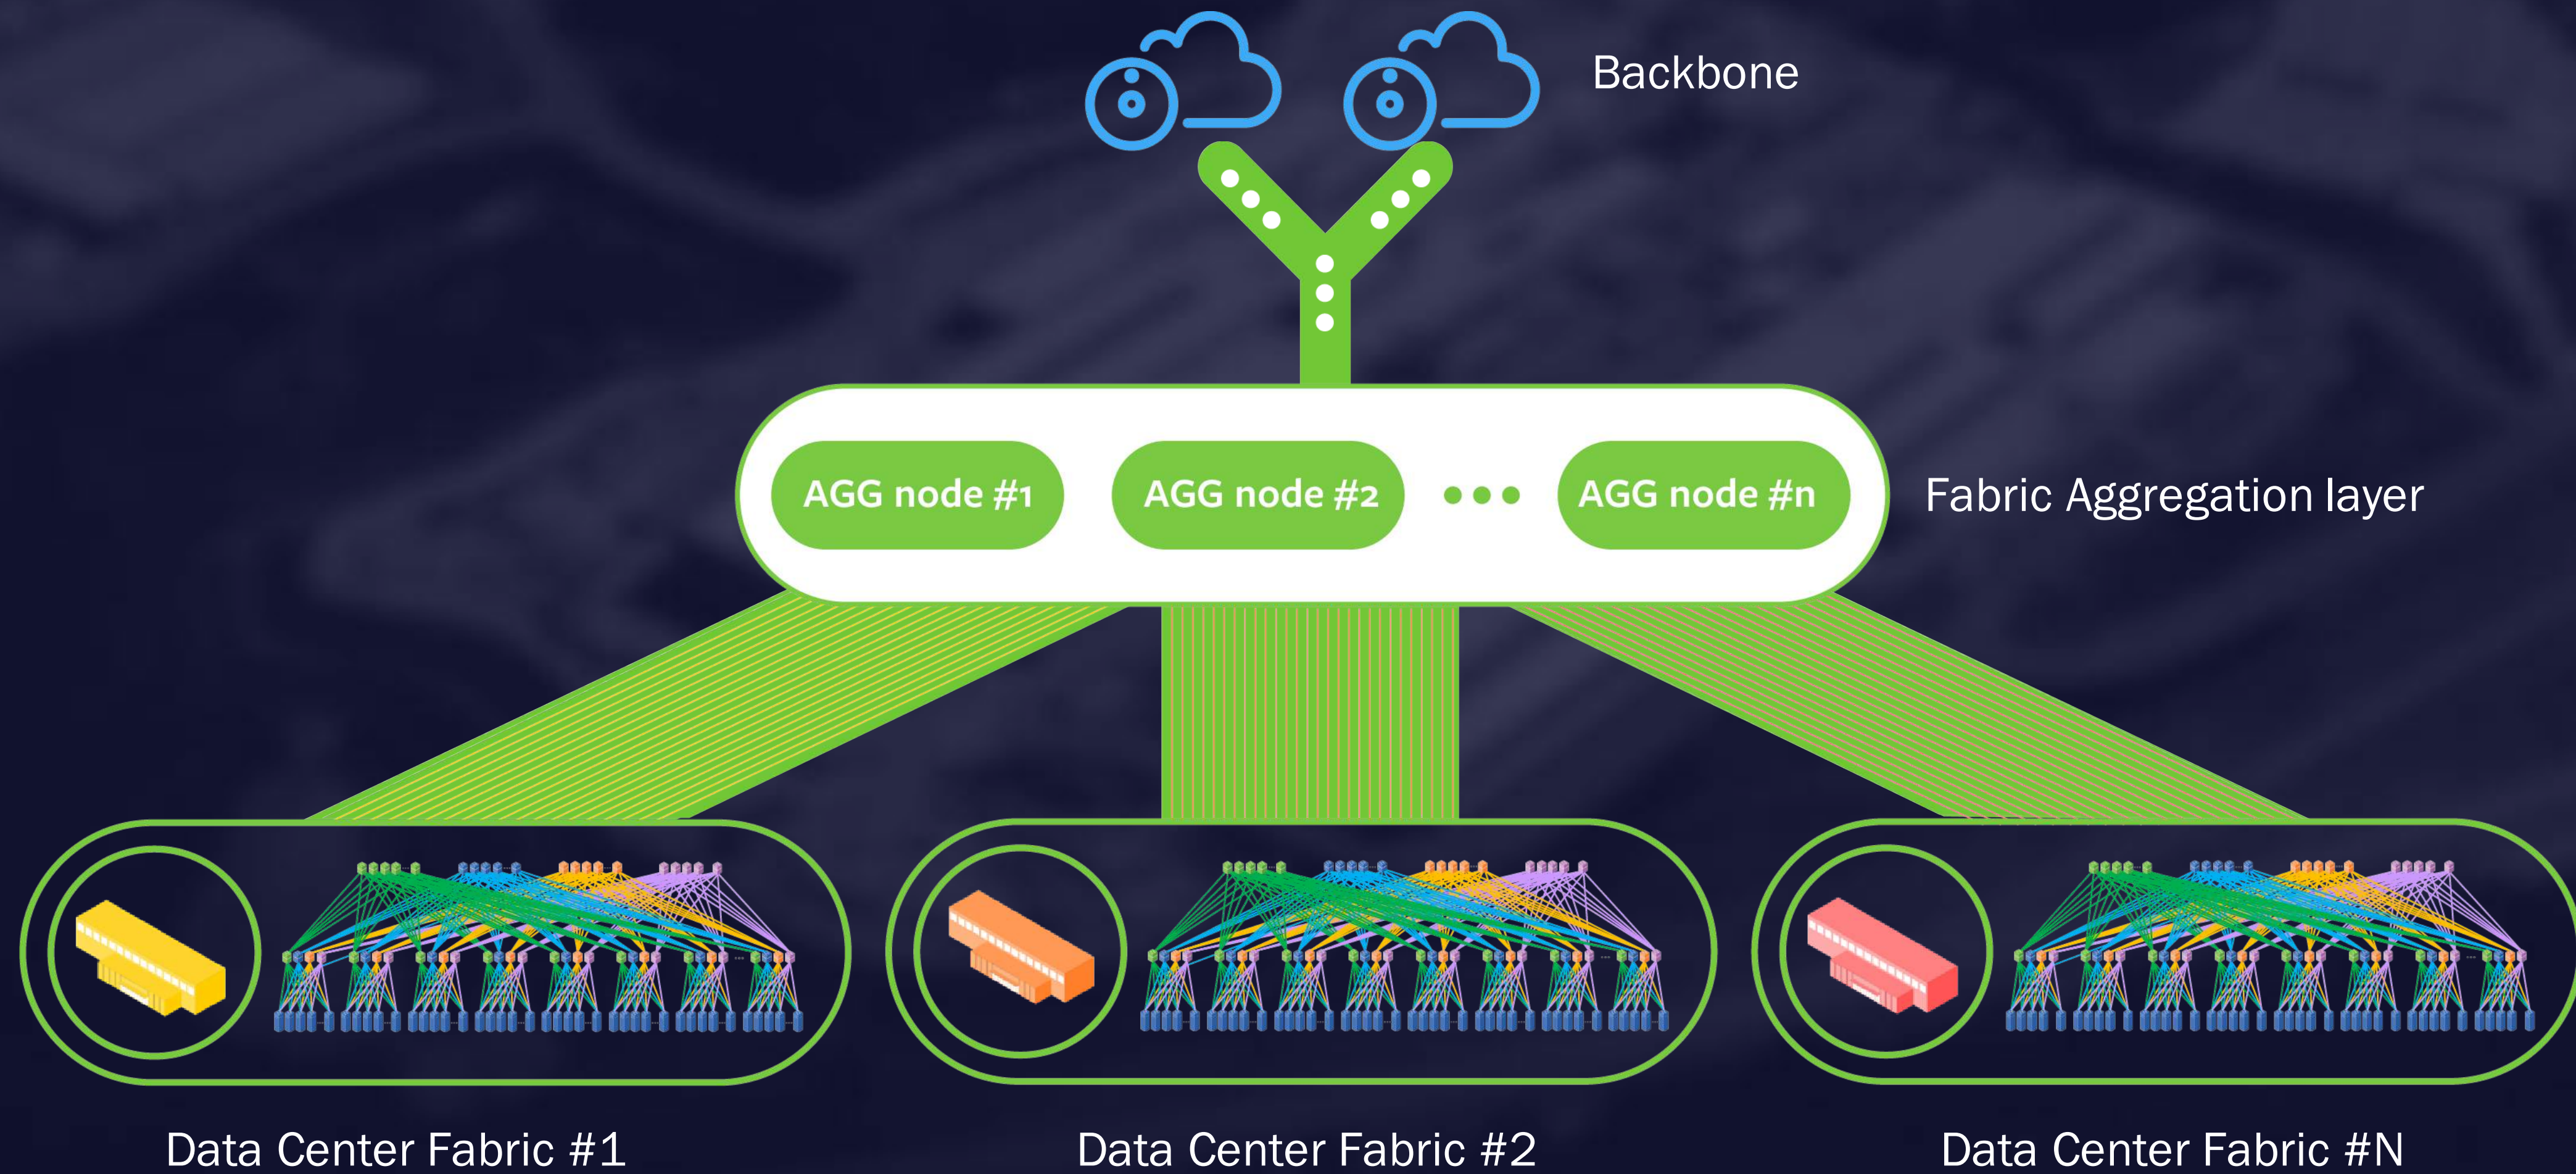 Backbone
AGG node #1
AGG node #2
AGG node #n
Fabric Aggregation layer
Data Center Fabric #1
Data Center Fabric #2
Data Center Fabric #N